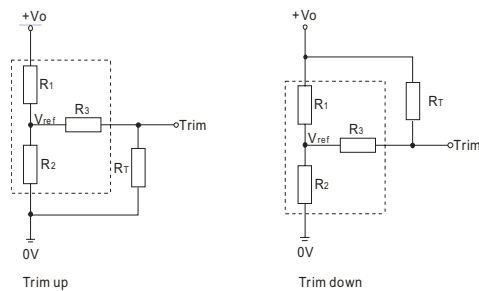 +Vo
R1
R3
Vref
Trim
R2
RT
0V
Trim up
+Vo
R1
RT
R3
Vref
Trim
R2
0V
Trim down